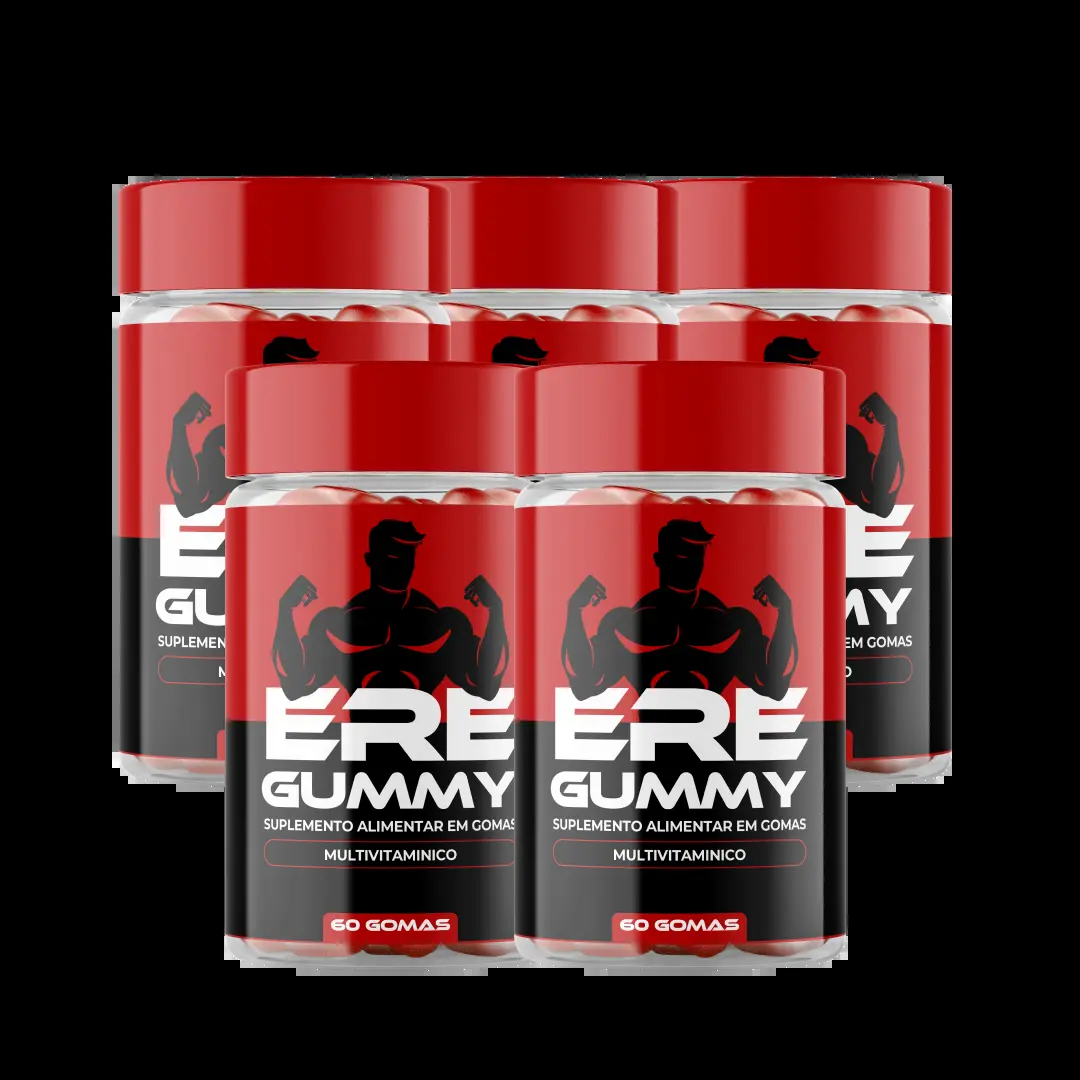 ERE
GUMMY
SUPLEMENTO ALIMENTAR EM GOMAS
MULTIVITAMINICO
60 GOMAS
ERE
GUMMY
SUPLEMENTO ALIMENTAR EM GOMAS
MULTIVITAMINICO
60 GOMAS